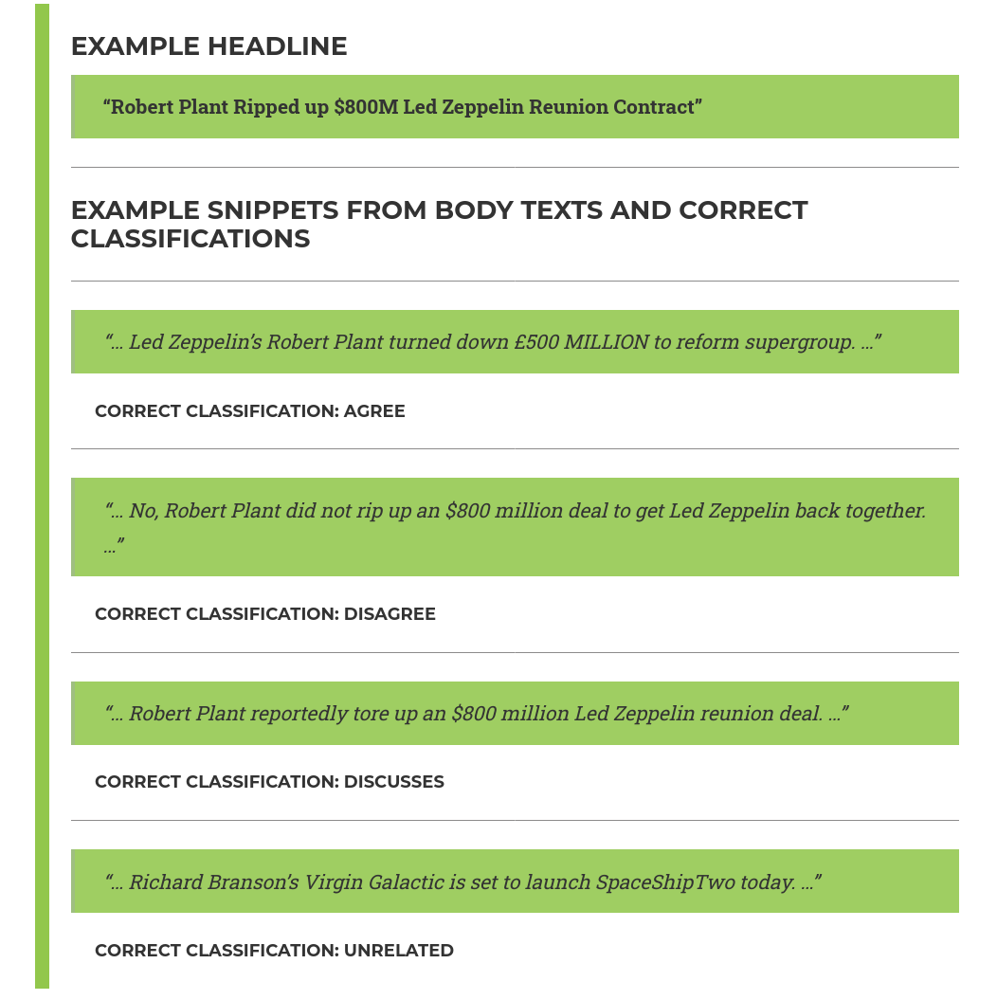 EXAMPLE HEADLINE
“Robert Plant Ripped up $800M Led Zeppelin Reunion Contract”
EXAMPLE SNIPPETS FROM BODY TEXTS AND CORRECT
CLASSIFICATIONS
“… Led Zeppelin’s Robert Plant turned down £500 MILLION to reform supergroup. …”
CORRECT CLASSIFICATION: AGREE
“… No, Robert Plant did not rip up an $800 million deal to get Led Zeppelin back together.
…”
CORRECT CLASSIFICATION: DISAGREE
“… Robert Plant reportedly tore up an $800 million Led Zeppelin reunion deal. …”
CORRECT CLASSIFICATION: DISCUSSES
“… Richard Branson’s Virgin Galactic is set to launch SpaceShipTwo today. …”
CORRECT CLASSIFICATION: UNRELATED